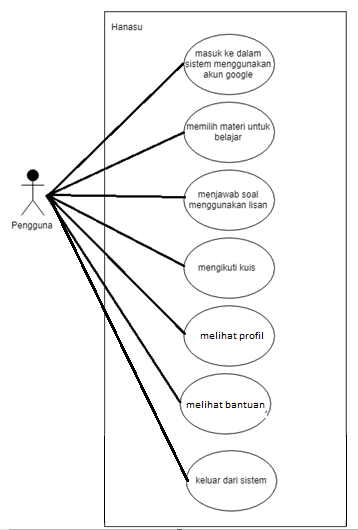 Hanasu
masuk ke dalam
sistem menggunakan
akun google
memilih materi untuk
belajar
menjawab soal
menggunakan lisan
Pengguna
mengikuti kuis
melihat profil
melihat bantuan
keluar dari sistem